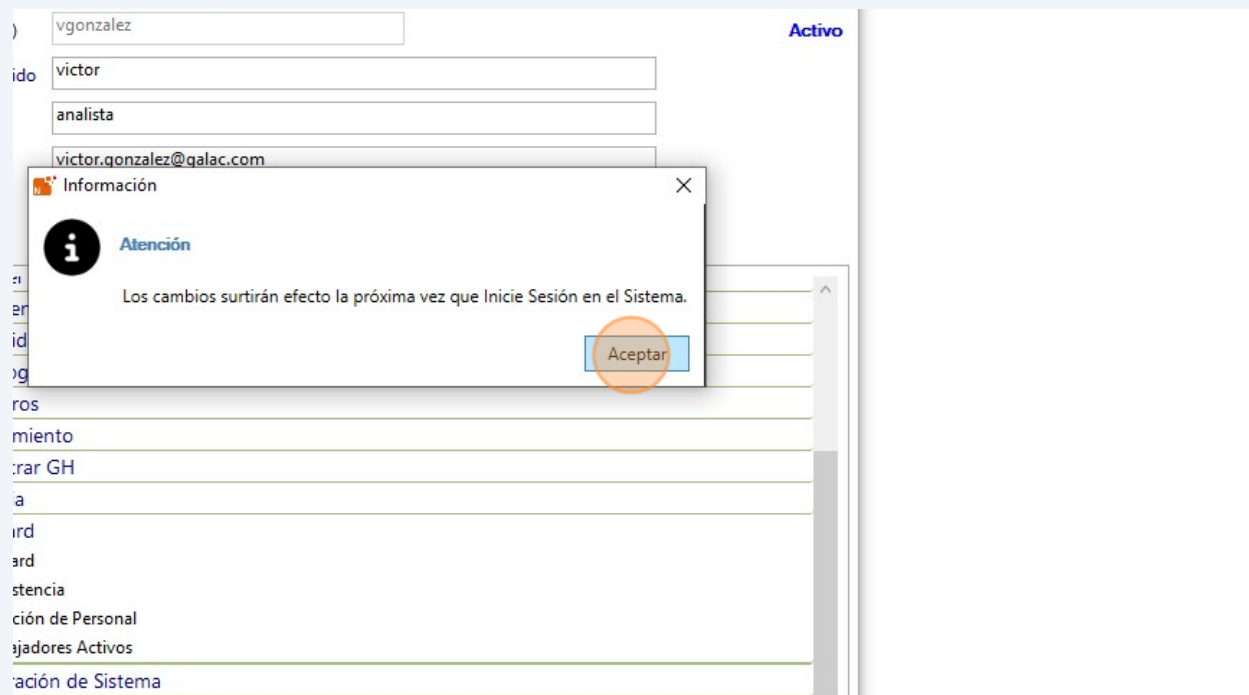 vgonzalez
Activo
ido
victor
analista
victor.gonzalez@galac.com
Información
Atención
Los cambios surtirán efecto la próxima vez que Inicie Sesión en el Sistema.
Aceptar
ros
miento
trar GH
a
ard
ard
stencia
ción de Personal
ajadores Activos
ración de Sistema